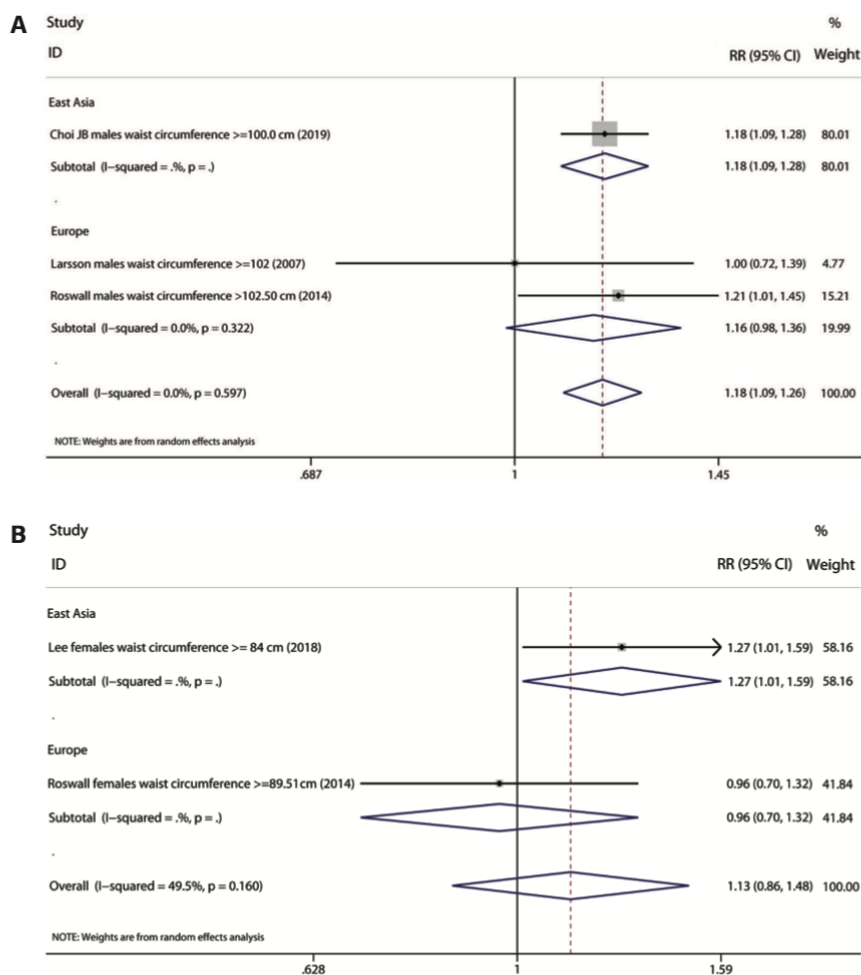 A
Study %
ID RR (95% CI) Weight
East Asia
Choi JB males waist circumference >=100.0 cm (2019) 1.18 (1.09, 1.28) 80.01
Subtotal (I−squared = .%, p = .) 1.18 (1.09, 1.28) 80.01
.
Europe
Larsson males waist circumference >=102 (2007) 1.00 (0.72, 1.39) 4.77
Roswall males waist circumference >102.50 cm (2014) 1.21 (1.01, 1.45) 15.21
Subtotal (I−squared = 0.0%, p = 0.322) 1.16 (0.98, 1.36) 19.99
.
Overall (I−squared = 0.0%, p = 0.597) 1.18 (1.09, 1.26) 100.00
NOTE: Weights are from random effects analysis
.687 1 1.45
B
Study %
ID RR (95% CI) Weight
East Asia
Lee females waist circumference >= 84 cm (2018) 1.27 (1.01, 1.59) 58.16
Subtotal (I−squared = .%, p = .) 1.27 (1.01, 1.59) 58.16
.
Europe
Roswall females waist circumference >=89.51cm (2014) 0.96 (0.70, 1.32) 41.84
Subtotal (I−squared = .%, p = .) 0.96 (0.70, 1.32) 41.84
.
Overall (I−squared = 49.5%, p = 0.160) 1.13 (0.86, 1.48) 100.00
NOTE: Weights are from random effects analysis
.628 1 1.59